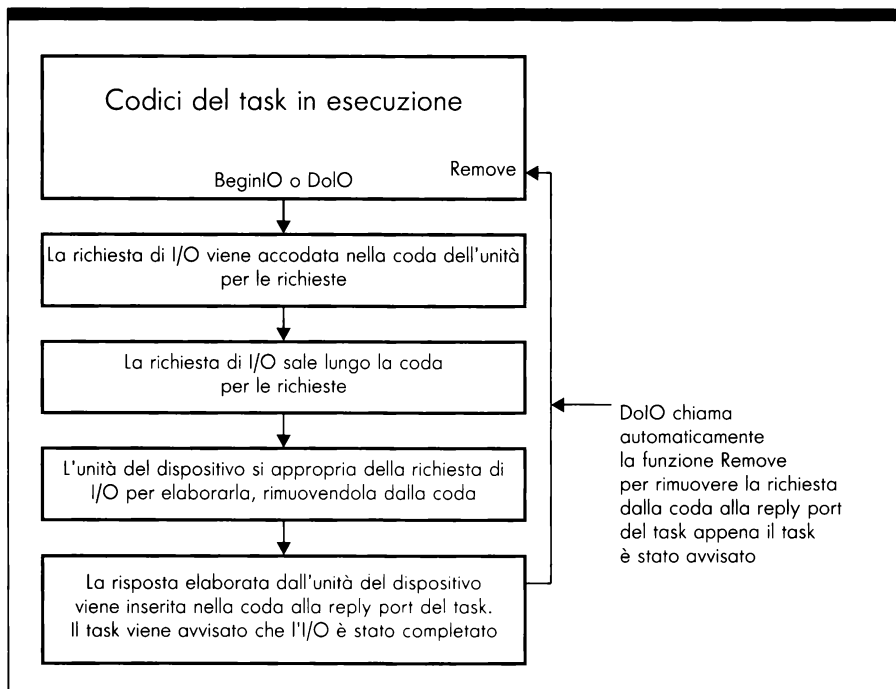 Codici del task in esecuzione
Remove
BeginIO o DoIO
La richiesta di I/O viene accodata nella coda dell'unità
per le richieste
La richiesta di I/O sale lungo la coda
per le richieste
L'unità del dispositivo si appropria della richiesta di
I/O per elaborarla, rimuovendola dalla coda
La risposta elaborata dall'unità del dispositivo
viene inserita nella coda alla reply port del task.
Il task viene avvisato che l'I/O è stato completato
DoIO chiama
automaticamente
la funzione Remove
per rimuovere la richiesta
dalla coda alla reply port
del task appena il task
è stato avvisato